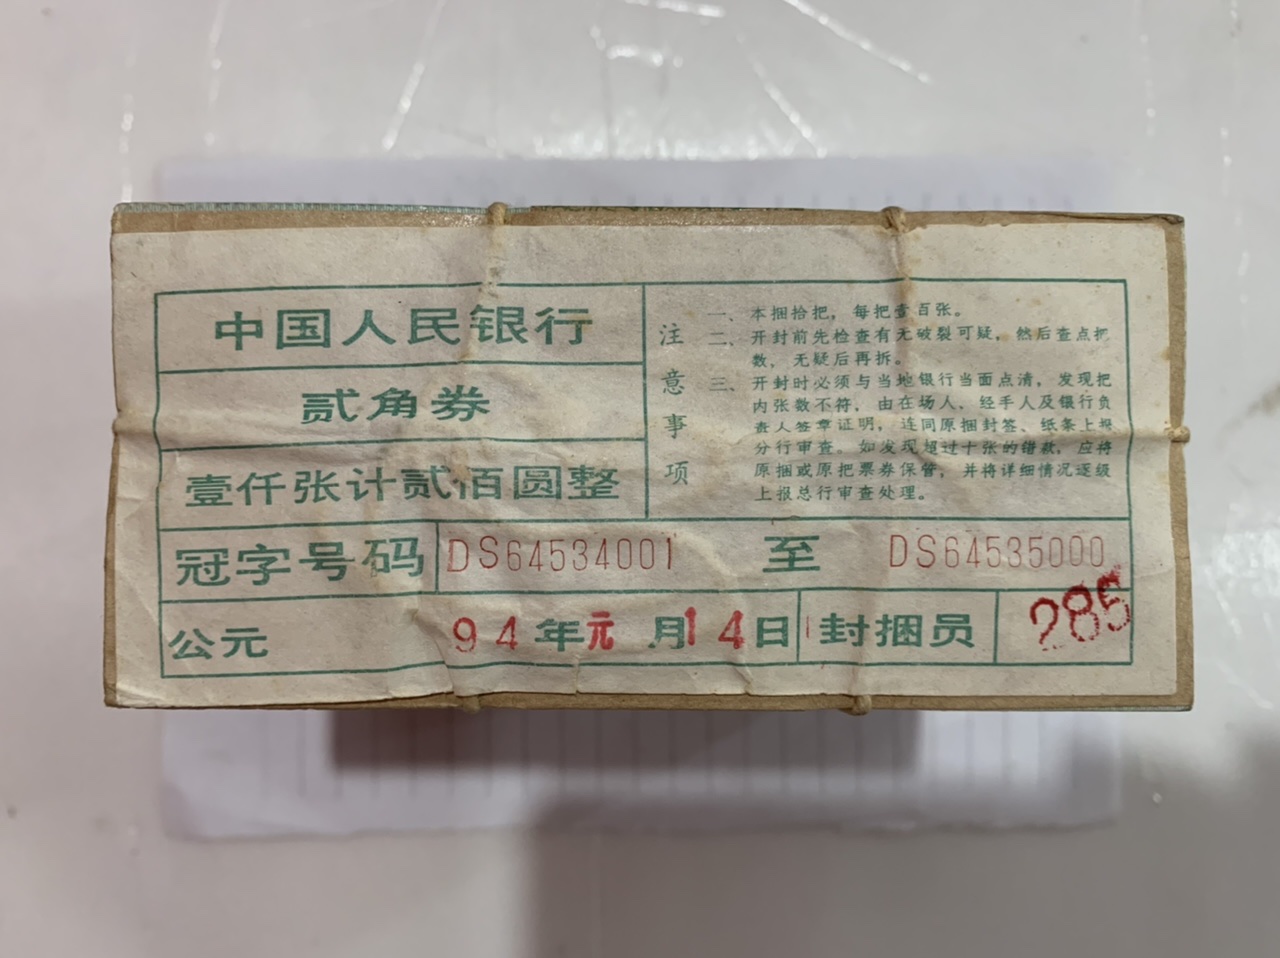 中国人民银行
贰角券
壹仟张计贰佰圆整
注意事项
一、本捆拾把，每把壹百张。
二、开封前先检查有无破裂可疑，然后查点把
数，无疑后再拆。
三、开封时必须与当地银行当面点清，发现把
内张数不符，由在场人、经手人及银行负
责人签章证明，连同原捆封签、纸条上报
分行审查。如发现超过十张的错款，应将
原捆或原把票券保管，并将详细情况逐级
上报总行审查处理。
冠字号码 DS64534001 至 DS64535000
公元 94年元月14日 封捆员 285